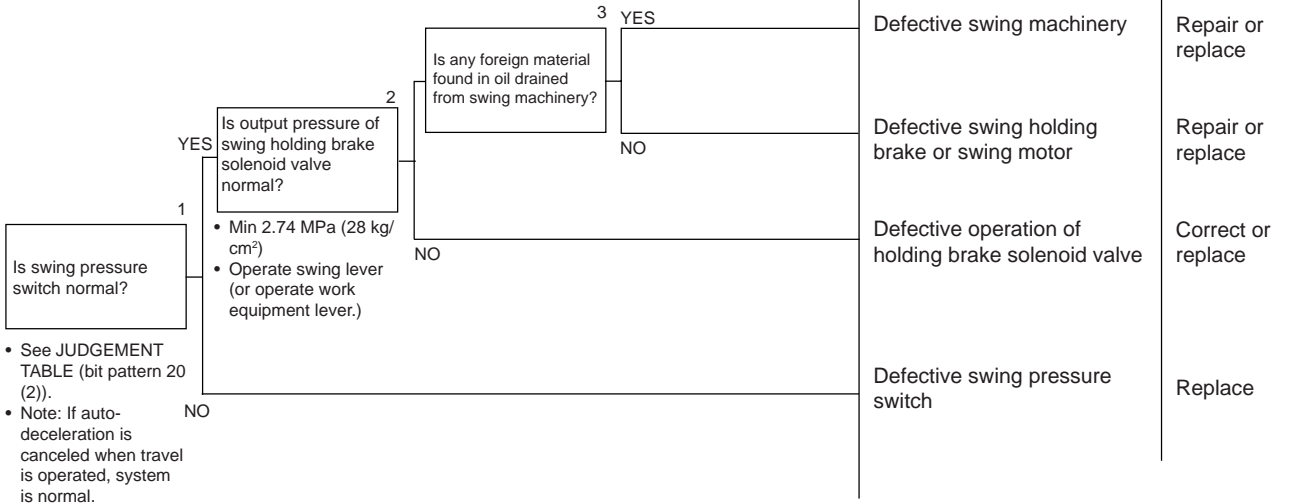 3
YES
Is any foreign material
found in oil drained
from swing machinery?
NO
Defective swing machinery
Repair or
replace
Defective swing holding
brake or swing motor
Repair or
replace
2
YES
Is output pressure of
swing holding brake
solenoid valve
normal?
• Min 2.74 MPa (28 kg/
cm²)
• Operate swing lever
(or operate work
equipment lever.)
NO
Defective operation of
holding brake solenoid valve
Correct or
replace
1
Is swing pressure
switch normal?
• See JUDGEMENT
TABLE (bit pattern 20
(2)).
• Note: If auto-
deceleration is
canceled when travel
is operated, system
is normal.
NO
Defective swing pressure
switch
Replace